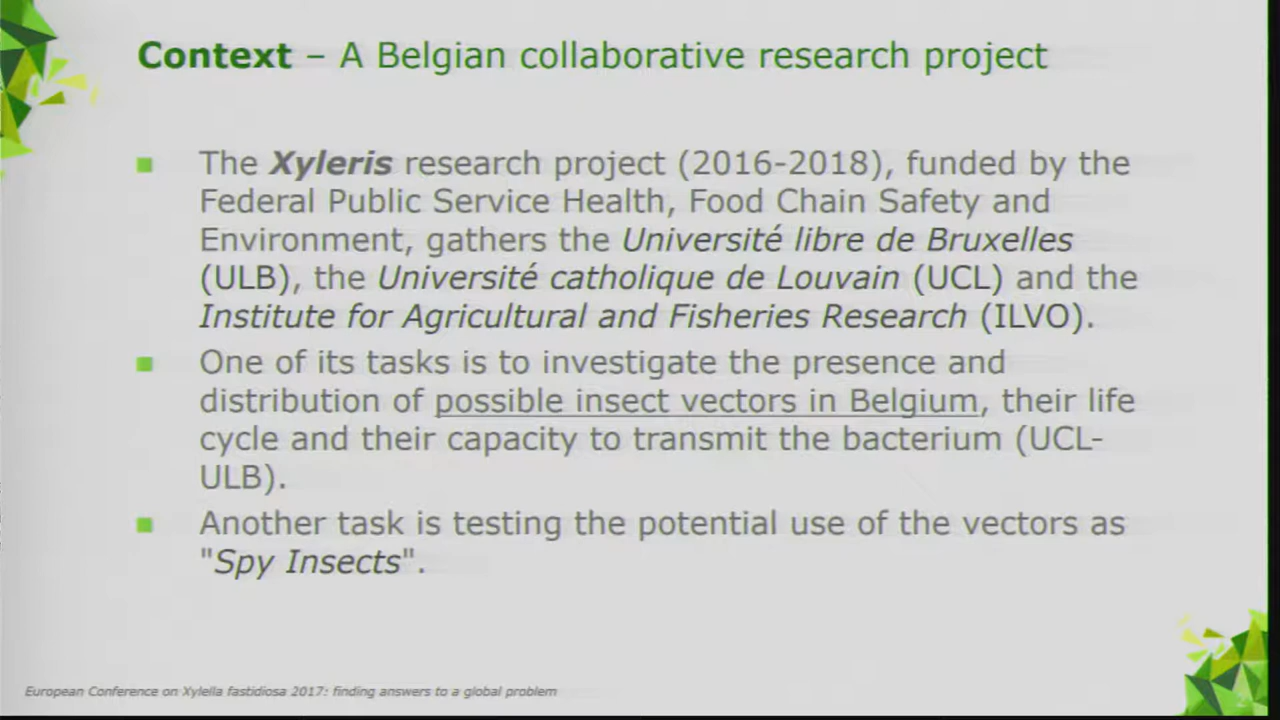 Context – A Belgian collaborative research project
■ The Xyleris research project (2016-2018), funded by the
Federal Public Service Health, Food Chain Safety and
Environment, gathers the Université libre de Bruxelles
(ULB), the Université catholique de Louvain (UCL) and the
Institute for Agricultural and Fisheries Research (ILVO).
■ One of its tasks is to investigate the presence and
distribution of possible insect vectors in Belgium, their life
cycle and their capacity to transmit the bacterium (UCL-
ULB).
■ Another task is testing the potential use of the vectors as
"Spy Insects".
European Conference on Xylella fastidiosa 2017: finding answers to a global problem